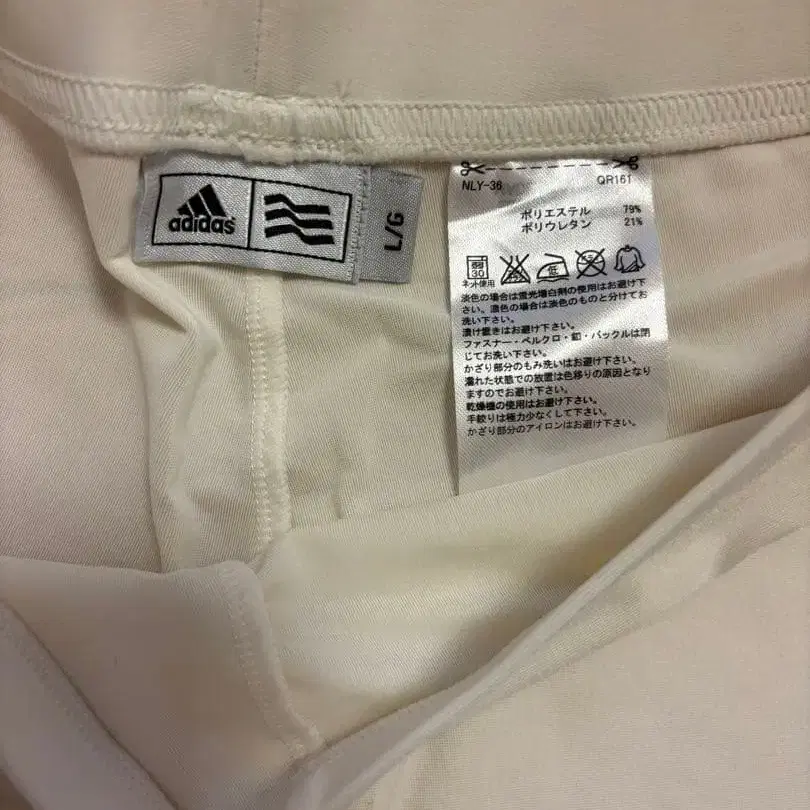 adidas
L/G
NLY-36 QR161
ポリエステル 79%
ポリウレタン 21%
弱
30
低
ネット使用
淡色の場合は蛍光増白剤の使用はお避け下
さい。濃色の場合は淡色のものと分けてお
洗い下さい。
漬け置きはお避け下さい。
ファスナー・ベルクロ・釦・バックルは閉
じてお洗い下さい。
かざり部分のもみ洗いはお避け下さい。
濡れた状態での放置は色移りの原因となり
ますのでお避け下さい。
乾燥機の使用はお避け下さい。
手絞りは極力少なくして下さい。
かざり部分のアイロンはお避け下さい。